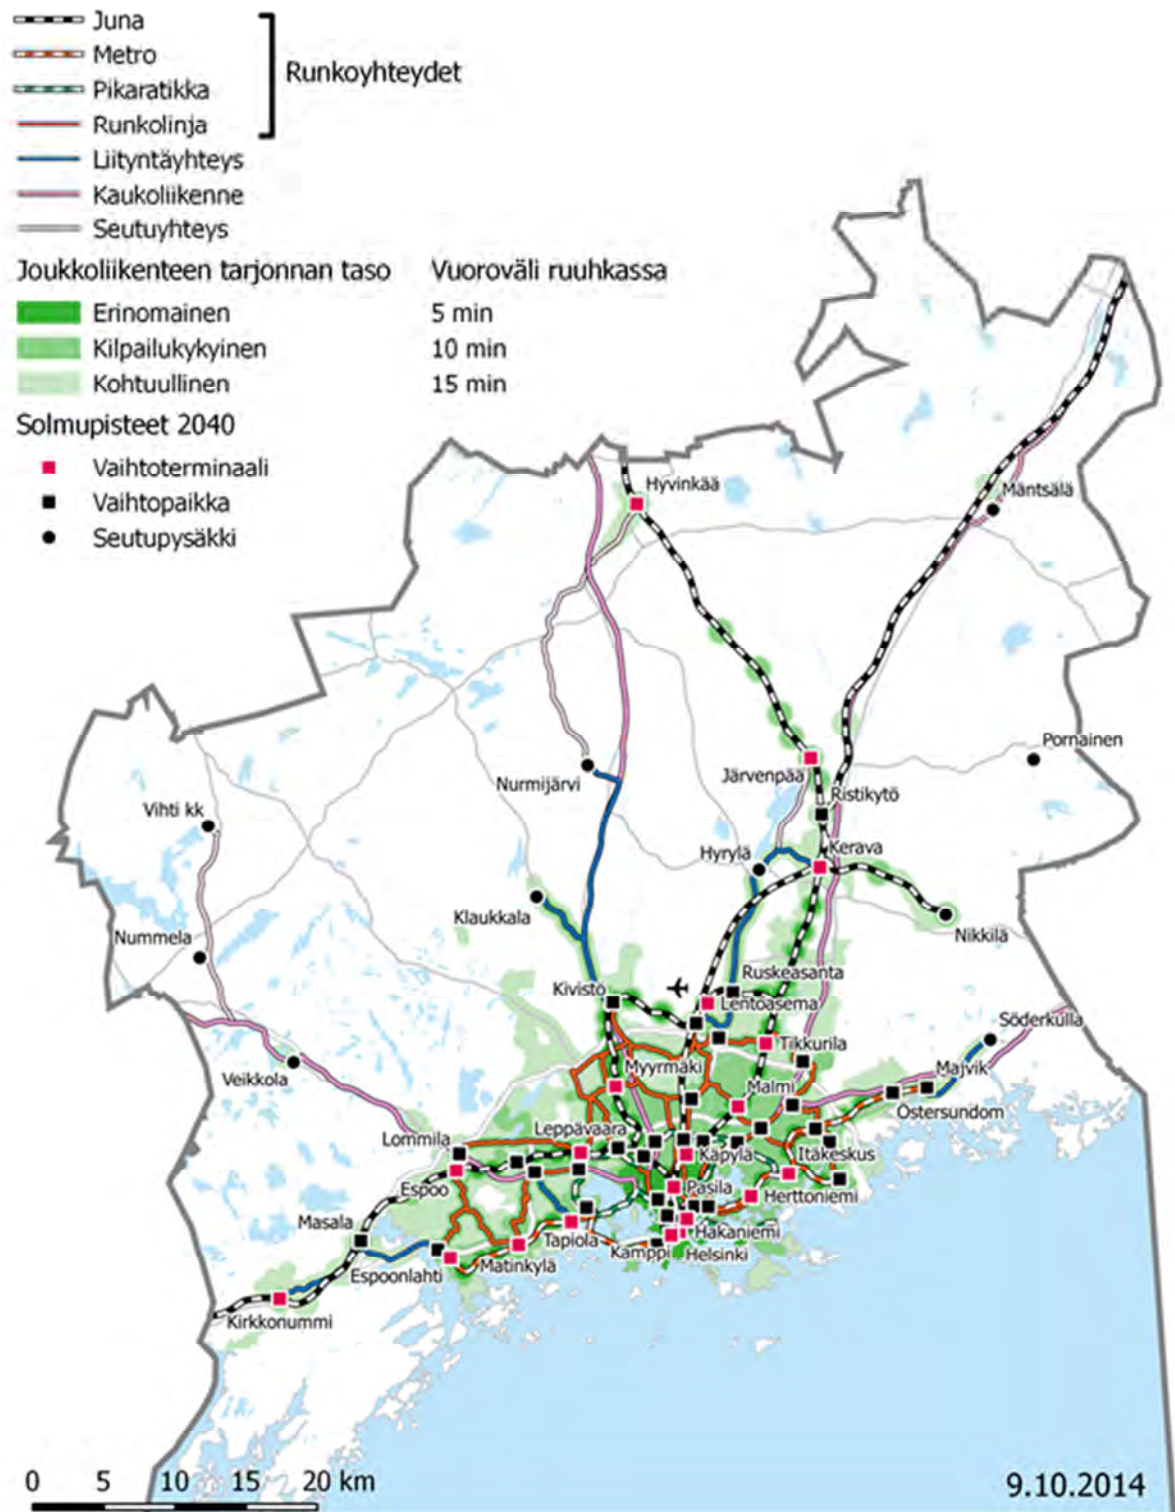 Juna
Metro
Pikaratikka
Runkolinja
Runkoyhteydet
Liityntäyhteys
Kaukoliikenne
Seutuyhteys
Joukkoliikenteen tarjonnan taso Vuoroväli ruuhkassa
Erinomainen 5 min
Kilpailukykyinen 10 min
Kohtuullinen 15 min
Solmupisteet 2040
Vaihtoterminaali
Vaihtopaikka
Seutupysäkki
Hyvinkää
Mäntsälä
Pornainen
Järvenpää
Nurmijärvi
Ristikytö
Vihti kk
Kerava
Hyrylä
Klaukkala
Nikkilä
Nummela
Ruskeasanta
Kivistö
Lentoasema
Söderkulla
Tikkurila
Myyrmäki
Majvik
Veikkola
Malmi
Östersundom
Leppävaara
Lommila
Käpylä
Itäkeskus
Espoo
Pasila
Herttoniemi
Masala
Hakaniemi
Tapiola
Kamppi
Helsinki
Matinkylä
Espoonlahti
Kirkkonummi
0 5 10 15 20 km
9.10.2014